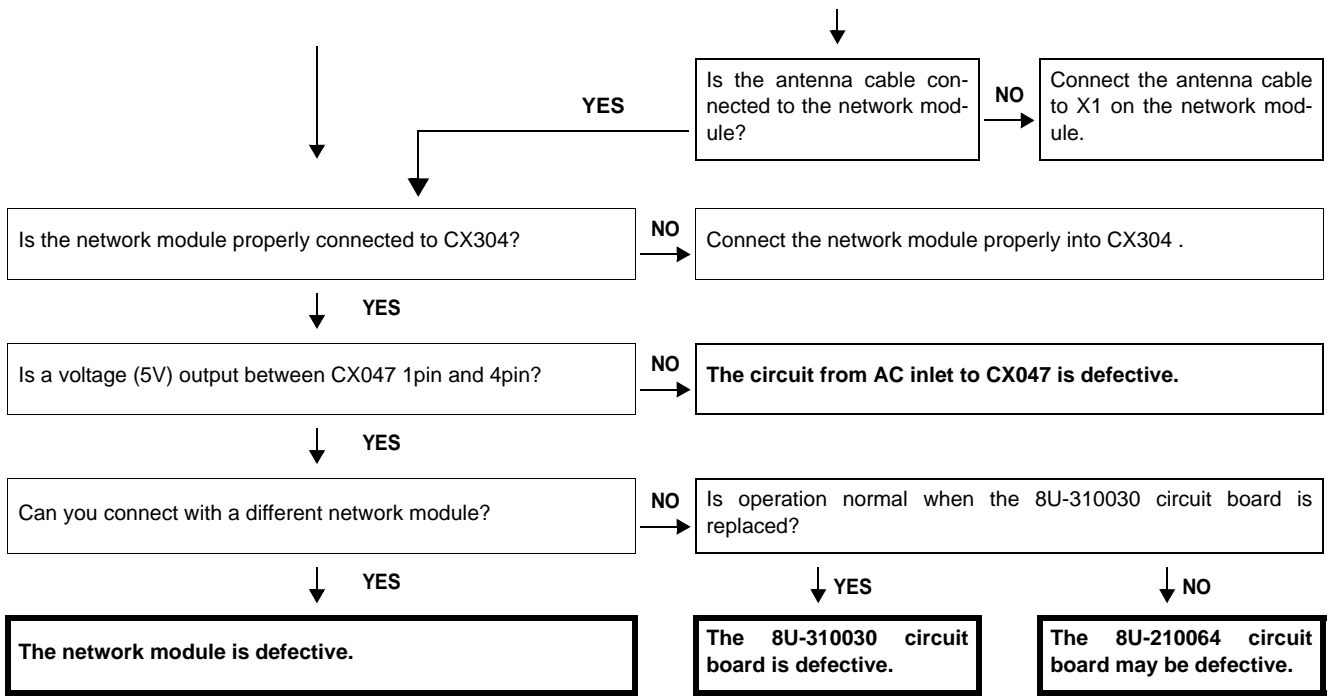 Is the antenna cable con-
nected to the network mod-
ule?
NO
Connect the antenna cable
to X1 on the network mod-
ule.
YES
Is the network module properly connected to CX304?
NO
Connect the network module properly into CX304 .
YES
Is a voltage (5V) output between CX047 1pin and 4pin?
NO
The circuit from AC inlet to CX047 is defective.
YES
Can you connect with a different network module?
NO
Is operation normal when the 8U-310030 circuit board is
replaced?
YES
YES
NO
The network module is defective.
The 8U-310030 circuit
board is defective.
The 8U-210064 circuit
board may be defective.